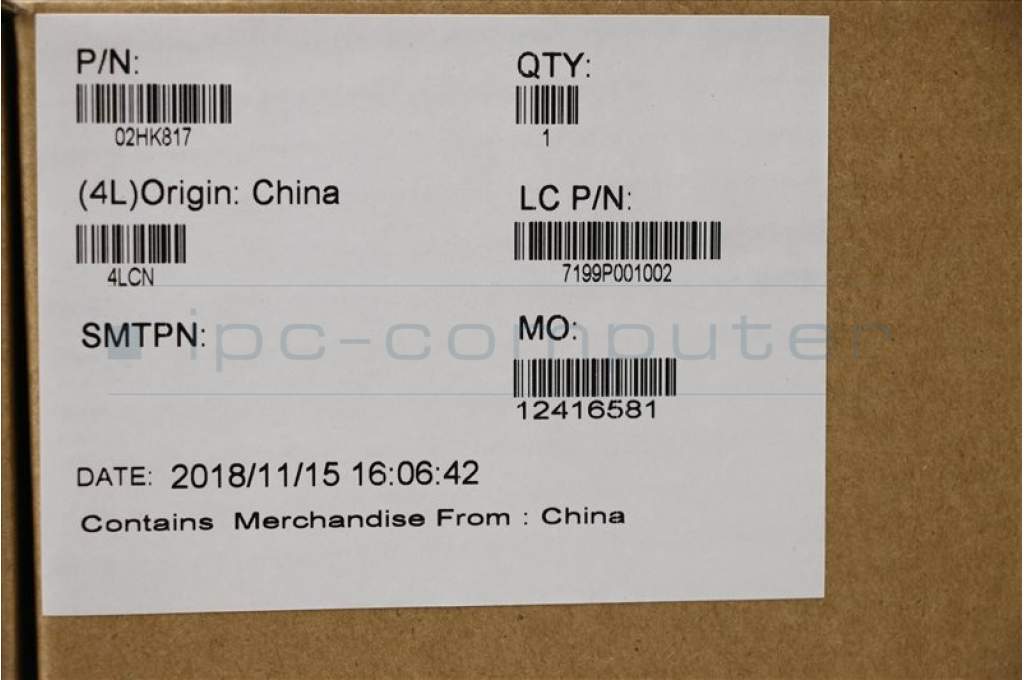 P/N:
02HK817
QTY:
1
(4L)Origin: China
4LCN
LC P/N:
7199P001002
SMTPN:
MO:
12416581
ipc-computer
DATE: 2018/11/15 16:06:42
Contains Merchandise From : China